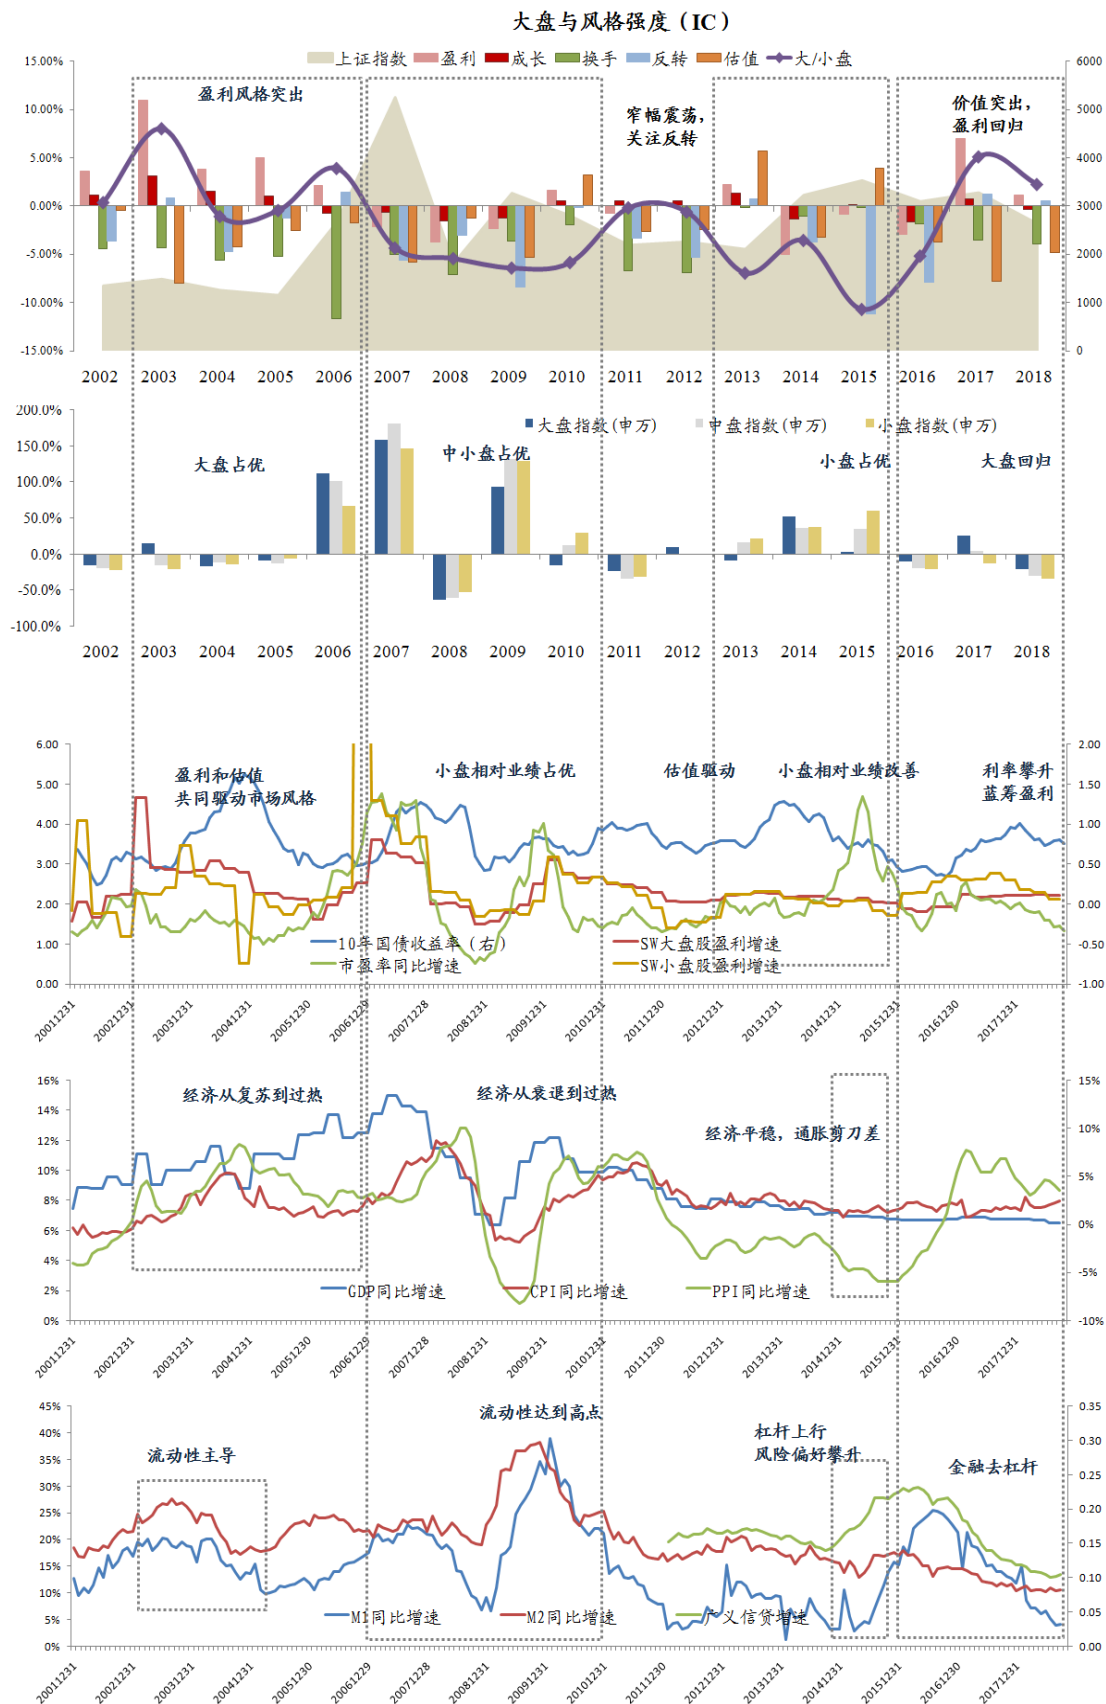 大盘与风格强度（IC）
上证指数 盈利 成长 换手 反转 估值 大/小盘
15.00%
10.00%
5.00%
0.00%
-5.00%
-10.00%
-15.00%
6000
5000
4000
3000
2000
1000
0
盈利风格突出
窄幅震荡，
关注反转
价值突出，
盈利回归
2002 2003 2004 2005 2006 2007 2008 2009 2010 2011 2012 2013 2014 2015 2016 2017 2018
200.0%
150.0%
100.0%
50.0%
0.0%
-50.0%
-100.0%
大盘指数(申万) 中盘指数(申万) 小盘指数(申万)
大盘占优
中小盘占优
小盘占优
大盘回归
2002 2003 2004 2005 2006 2007 2008 2009 2010 2011 2012 2013 2014 2015 2016 2017 2018
6.00
5.00
4.00
3.00
2.00
1.00
0.00
2.00
1.50
1.00
0.50
0.00
-0.50
-1.00
盈利和估值
共同驱动市场风格
小盘相对业绩占优
估值驱动
小盘相对业绩改善
利率攀升
蓝筹盈利
10年国债收益率（右） SW大盘股盈利增速
市盈率同比增速 SW小盘股盈利增速
20011231 20021231 20031231 20041231 20051230 20061229 20071228 20081231 20091231 20101231 20111230 20121231 20131231 20141231 20151231 20161230 20171231
16%
14%
12%
10%
8%
6%
4%
2%
0%
15%
10%
5%
0%
-5%
-10%
经济从复苏到过热
经济从衰退到过热
经济平稳，通胀剪刀差
GDP同比增速 CPI同比增速 PPI同比增速
20011231 20021231 20031231 20041231 20051230 20061229 20071228 20081231 20091231 20101231 20111230 20121231 20131231 20141231 20151231 20161230 20171231
45%
40%
35%
30%
25%
20%
15%
10%
5%
0%
0.35
0.30
0.25
0.20
0.15
0.10
0.05
0.00
流动性主导
流动性达到高点
杠杆上行
风险偏好攀升
金融去杠杆
M1同比增速 M2同比增速 广义信贷增速
20011231 20021231 20031231 20041231 20051230 20061229 20071228 20081231 20091231 20101231 20111230 20121231 20131231 20141231 20151231 20161230 20171231